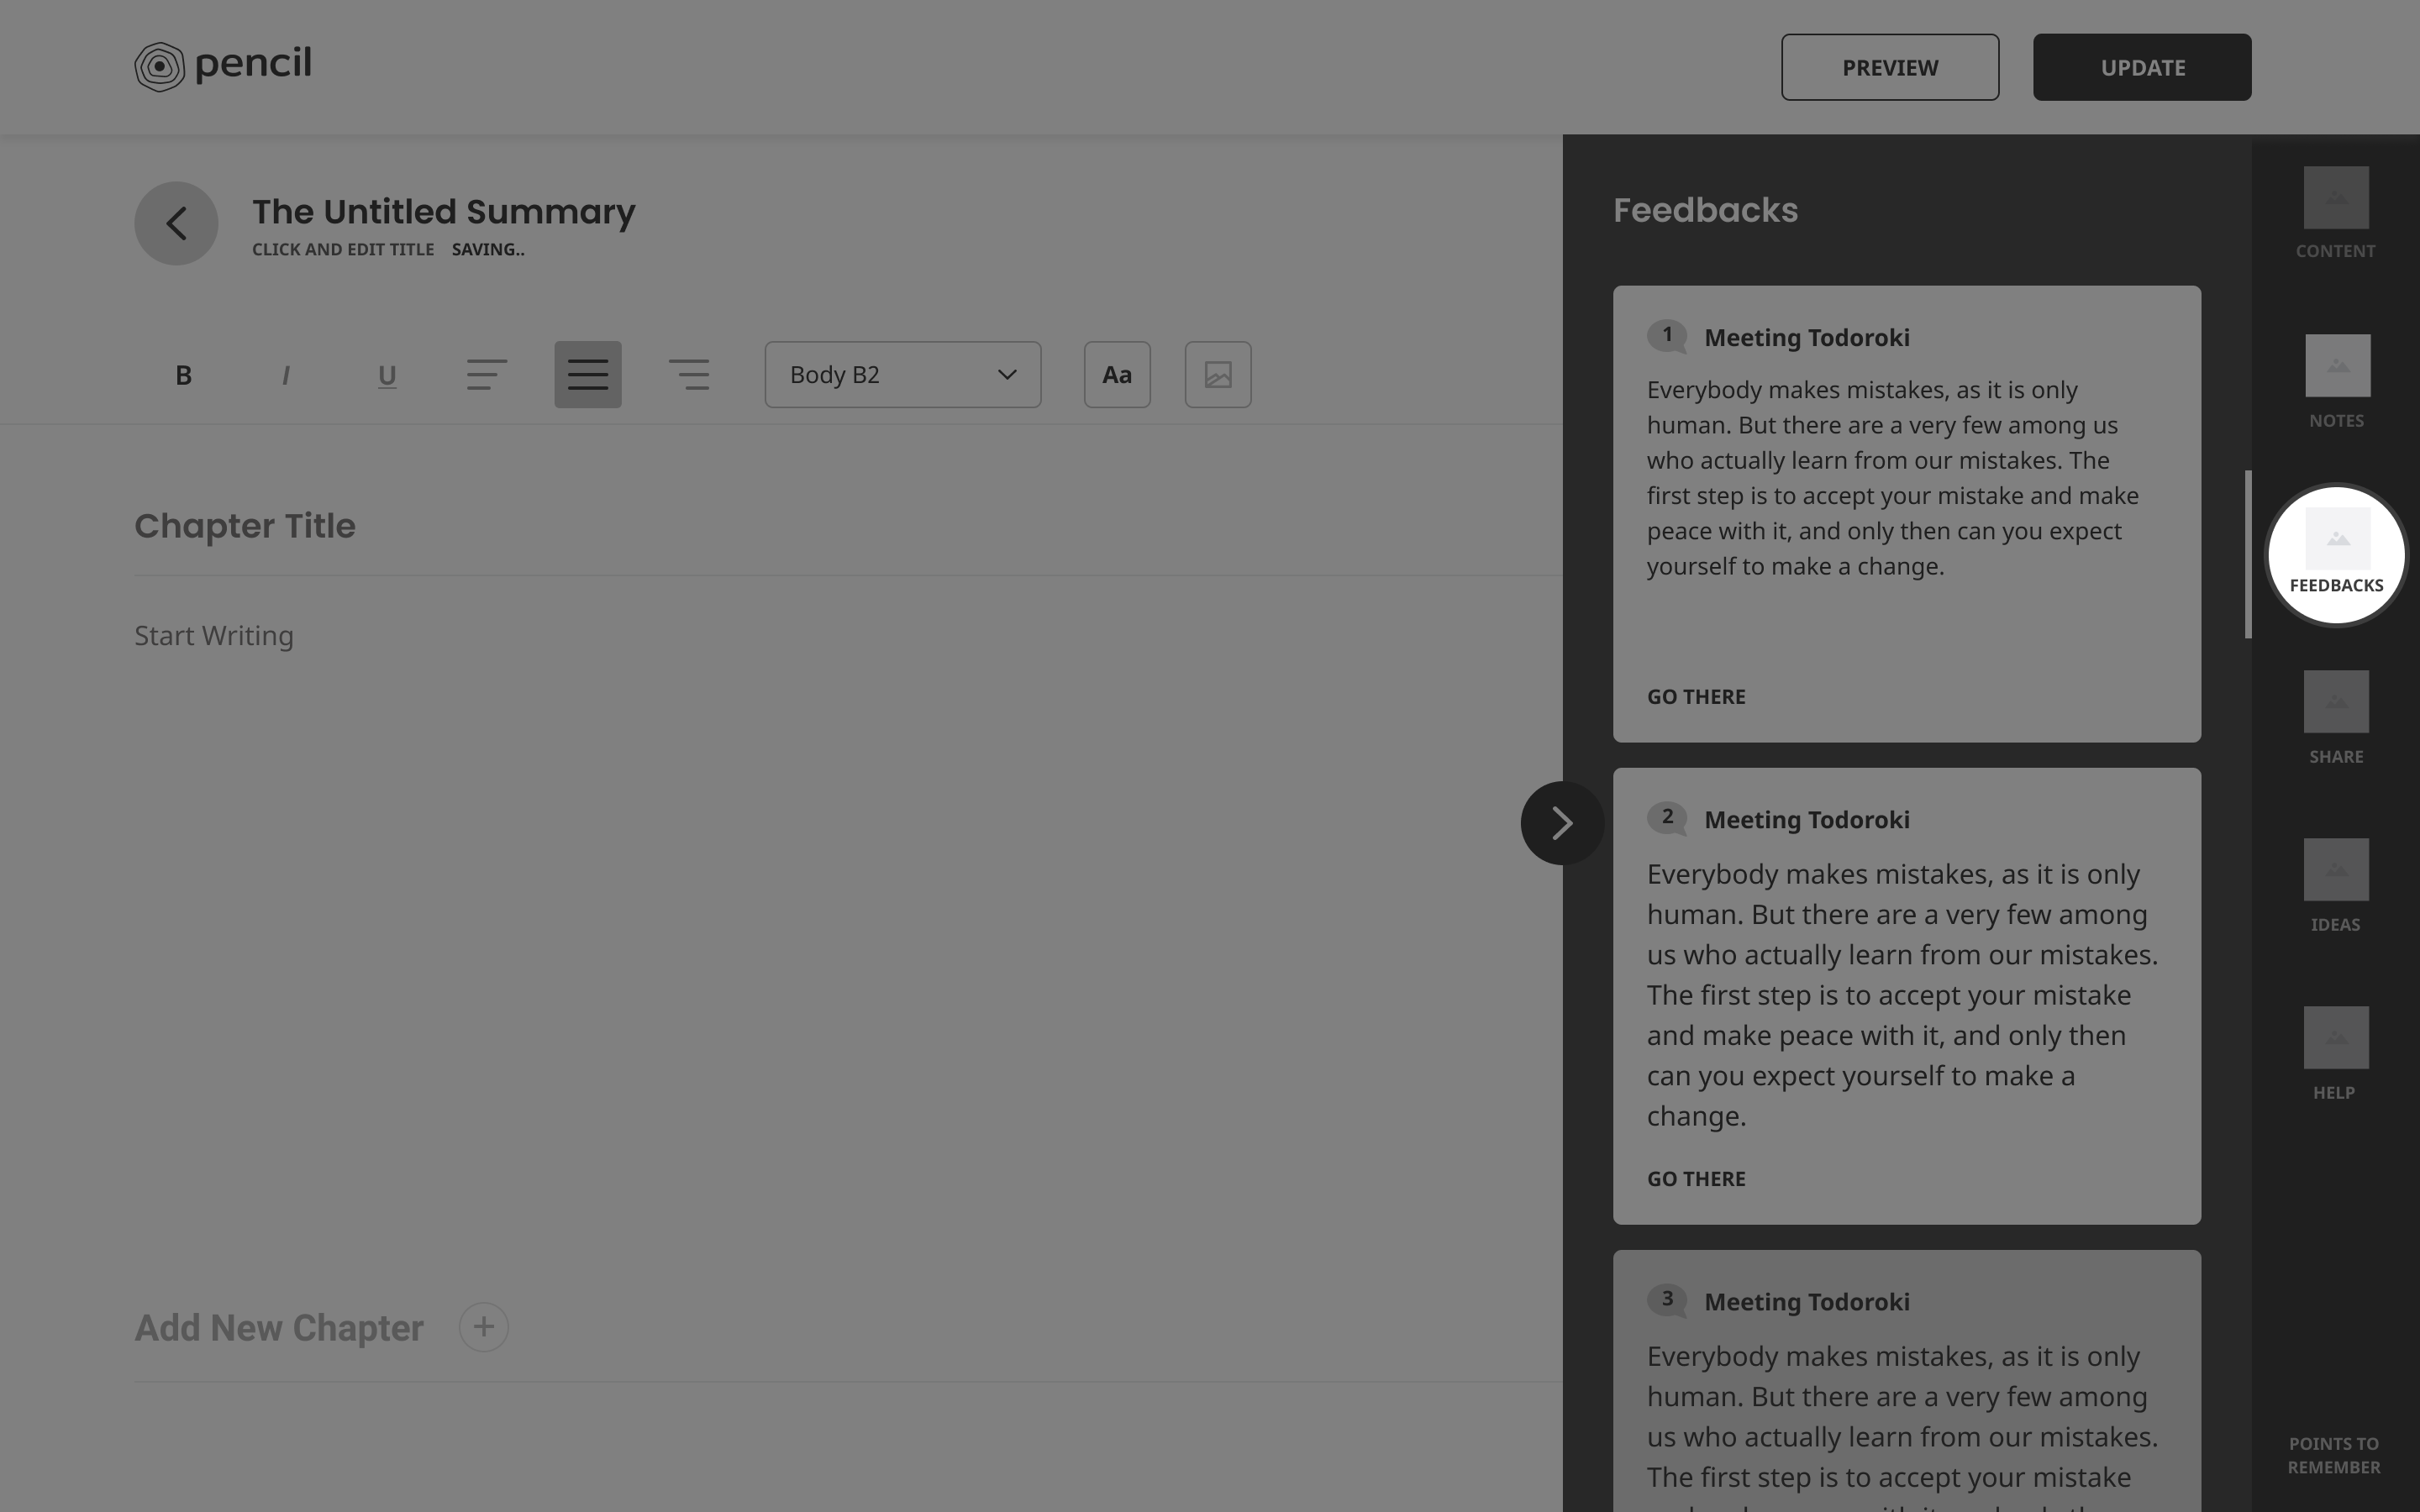 pencil
PREVIEW
UPDATE
The Untitled Summary
CLICK AND EDIT TITLE SAVING..
B I U
Body B2
Aa
Chapter Title
Start Writing
Add New Chapter
Feedbacks
1 Meeting Todoroki
Everybody makes mistakes, as it is only
human. But there are a very few among us
who actually learn from our mistakes. The
first step is to accept your mistake and make
peace with it, and only then can you expect
yourself to make a change.
GO THERE
2 Meeting Todoroki
Everybody makes mistakes, as it is only
human. But there are a very few among
us who actually learn from our mistakes.
The first step is to accept your mistake
and make peace with it, and only then
can you expect yourself to make a
change.
GO THERE
3 Meeting Todoroki
Everybody makes mistakes, as it is only
human. But there are a very few among
us who actually learn from our mistakes.
The first step is to accept your mistake
CONTENT
NOTES
FEEDBACKS
SHARE
IDEAS
HELP
POINTS TO
REMEMBER